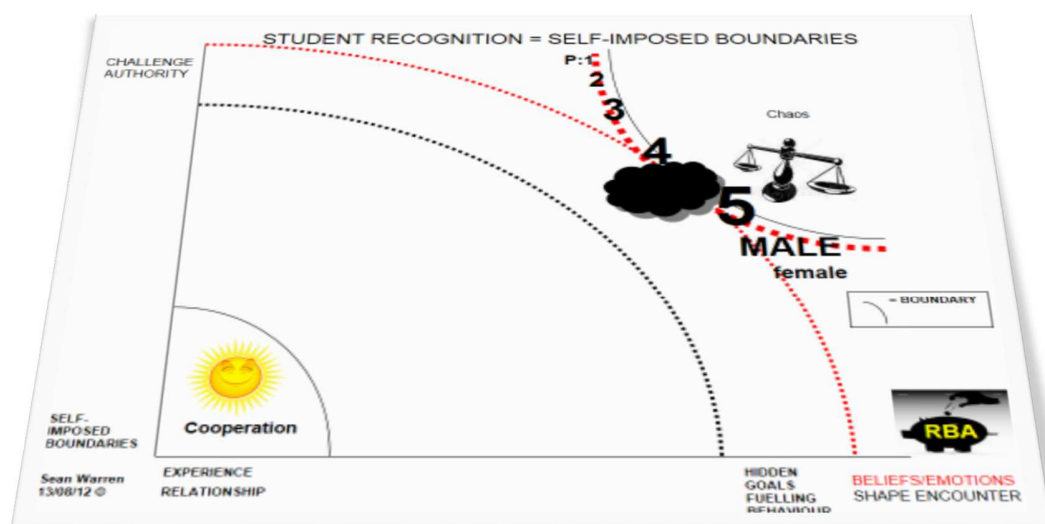 STUDENT RECOGNITION = SELF-IMPOSED BOUNDARIES
CHALLENGE
AUTHORITY
P:1
2
3
4
5
Chaos
MALE
female
= BOUNDARY
Cooperation
RBA
SELF-
IMPOSED
BOUNDARIES
Sean Warren
13/08/12 ©
EXPERIENCE
RELATIONSHIP
HIDDEN
GOALS
FUELLING
BEHAVIOUR
BELIEFS/EMOTIONS
SHAPE ENCOUNTER